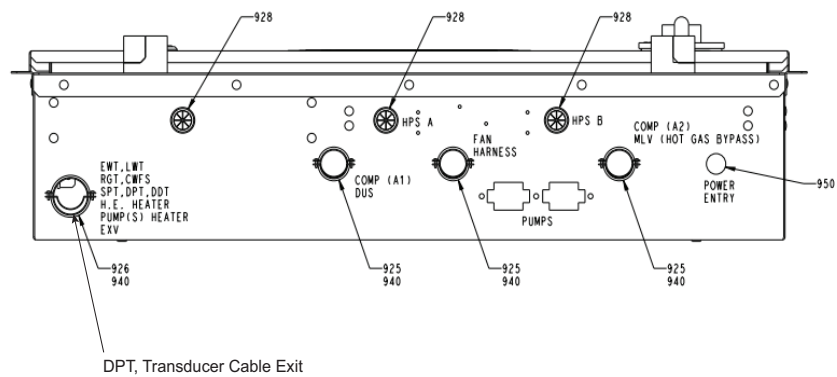 928
928
928
HPS A
HPS B
FAN
HARNESS
COMP (A2)
MLV (HOT GAS BYPASS)
EWT,LWT
RGT,CWFS
SPT,DPT,DDT
H.E. HEATER
PUMP(S) HEATER
EXV
COMP (A1)
DUS
PUMPS
POWER
ENTRY
950
926
940
925
940
925
940
925
940
DPT, Transducer Cable Exit